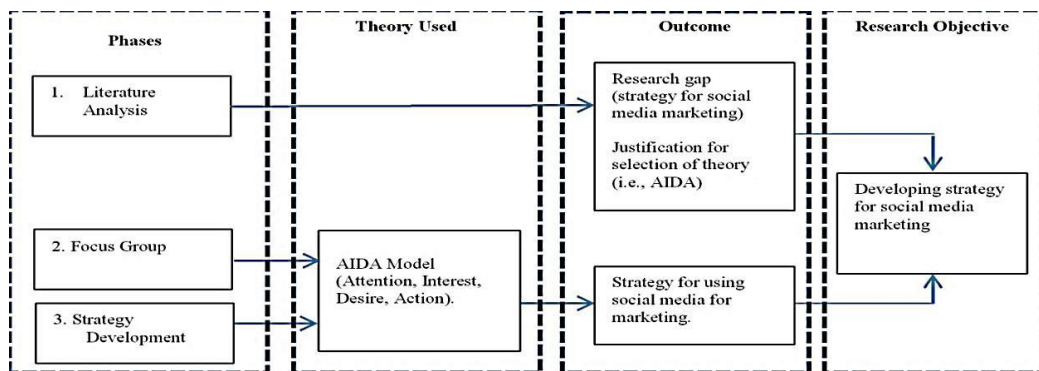 Phases
Theory Used
Outcome
Research Objective
1. Literature
Analysis
Research gap
(strategy for social
media marketing)
Justification for
selection of theory
(i.e., AIDA)
Developing strategy
for social media
marketing
2. Focus Group
AIDA Model
(Attention, Interest,
Desire, Action).
Strategy for using
social media for
marketing.
3. Strategy
Development